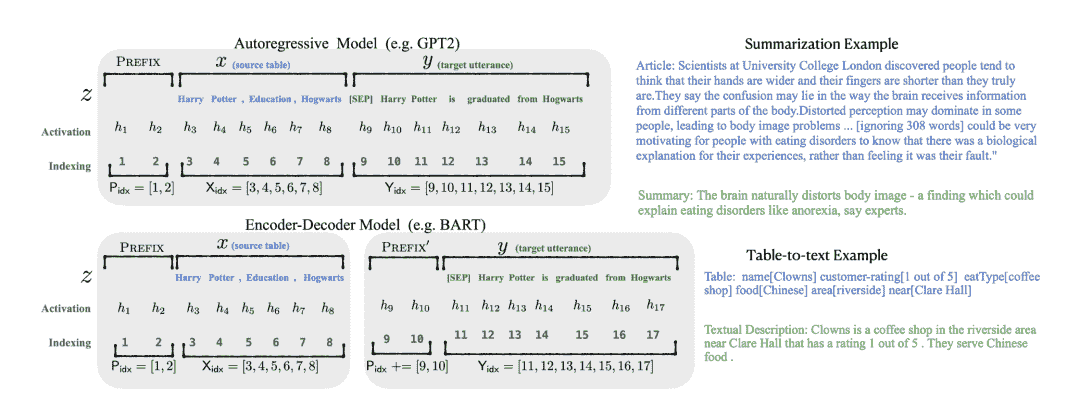 Autoregressive Model (e.g. GPT2)
PREFIX x (source table) y (target utterance)
z Harry Potter , Education , Hogwarts [SEP] Harry Potter is graduated from Hogwarts
Activation h1 h2 h3 h4 h5 h6 h7 h8 h9 h10 h11 h12 h13 h14 h15
Indexing 1 2 3 4 5 6 7 8 9 10 11 12 13 14 15
Pidx = [1, 2] Xidx = [3, 4, 5, 6, 7, 8] Yidx = [9, 10, 11, 12, 13, 14, 15]
Encoder-Decoder Model (e.g. BART)
PREFIX x (source table) PREFIX′ y (target utterance)
z Harry Potter , Education , Hogwarts [SEP] Harry Potter is graduated from Hogwarts
Activation h1 h2 h3 h4 h5 h6 h7 h8 h9 h10 h11 h12 h13 h14 h15 h16 h17
Indexing 1 2 3 4 5 6 7 8 9 10 11 12 13 14 15 16 17
Pidx = [1, 2] Xidx = [3, 4, 5, 6, 7, 8] Pidx += [9, 10] Yidx = [11, 12, 13, 14, 15, 16, 17]
Summarization Example
Article: Scientists at University College London discovered people tend to
think that their hands are wider and their fingers are shorter than they truly
are.They say the confusion may lie in the way the brain receives information
from different parts of the body.Distorted perception may dominate in some
people, leading to body image problems ... [ignoring 308 words] could be very
motivating for people with eating disorders to know that there was a biological
explanation for their experiences, rather than feeling it was their fault."
Summary: The brain naturally distorts body image - a finding which could
explain eating disorders like anorexia, say experts.
Table-to-text Example
Table: name[Clowns] customer-rating[1 out of 5] eatType[coffee
shop] food[Chinese] area[riverside] near[Clare Hall]
Textual Description: Clowns is a coffee shop in the riverside area
near Clare Hall that has a rating 1 out of 5 . They serve Chinese
food .